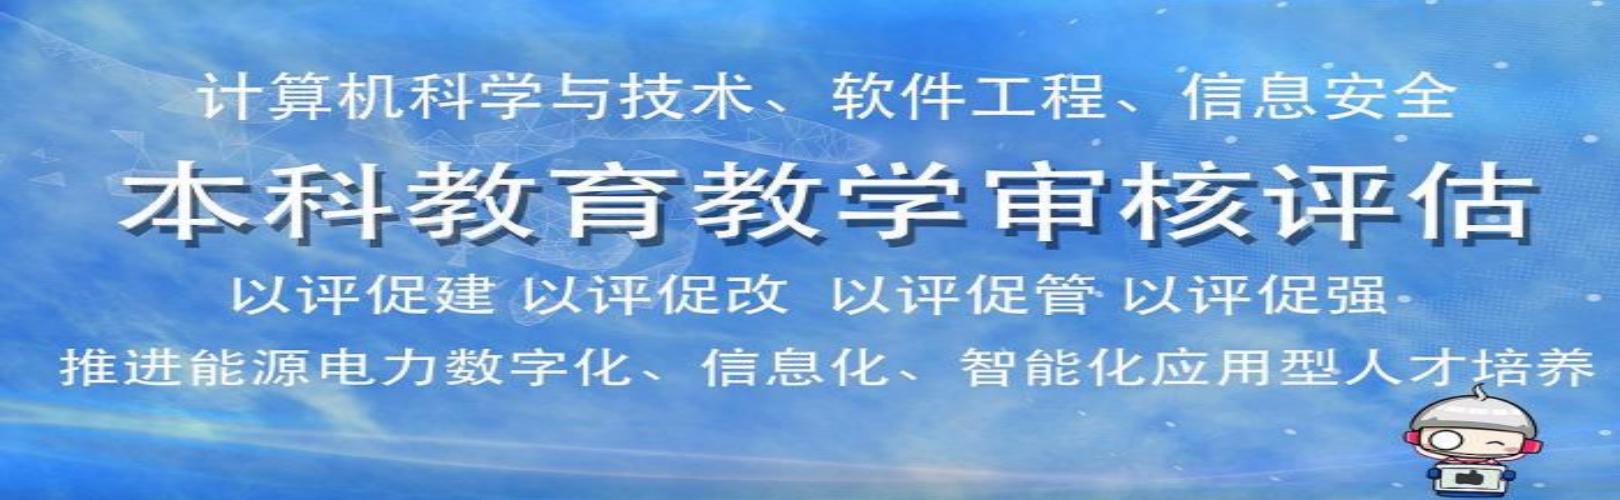 计算机科学与技术、软件工程、信息安全
本科教育教学审核评估
以评促建 以评促改 以评促管 以评促强
推进能源电力数字化、信息化、智能化应用型人才培养